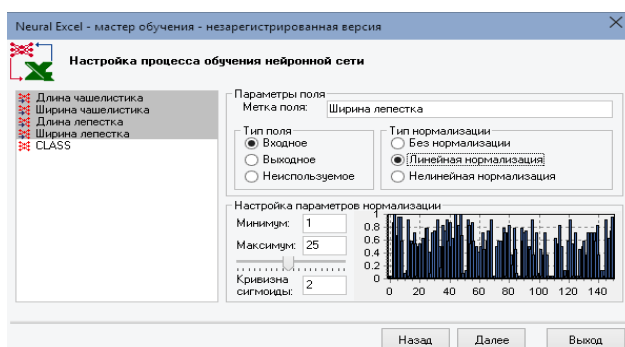 Neural Excel - мастер обучения - незарегистрированная версия
Настройка процесса обучения нейронной сети
Длина чашелистика
Ширина чашелистика
Длина лепестка
Ширина лепестка
CLASS
Параметры поля
Метка поля: Ширина лепестка
Тип поля
Входное
Выходное
Неиспользуемое
Тип нормализации
Без нормализации
Линейная нормализация
Нелинейная нормализация
Настройка параметров нормализации
Минимум: 1
Максимум: 25
Кривизна
сигмоиды: 2
1
0.8
0.6
0.4
0.2
0
0 20 40 60 80 100 120 140
Назад Далее Выход